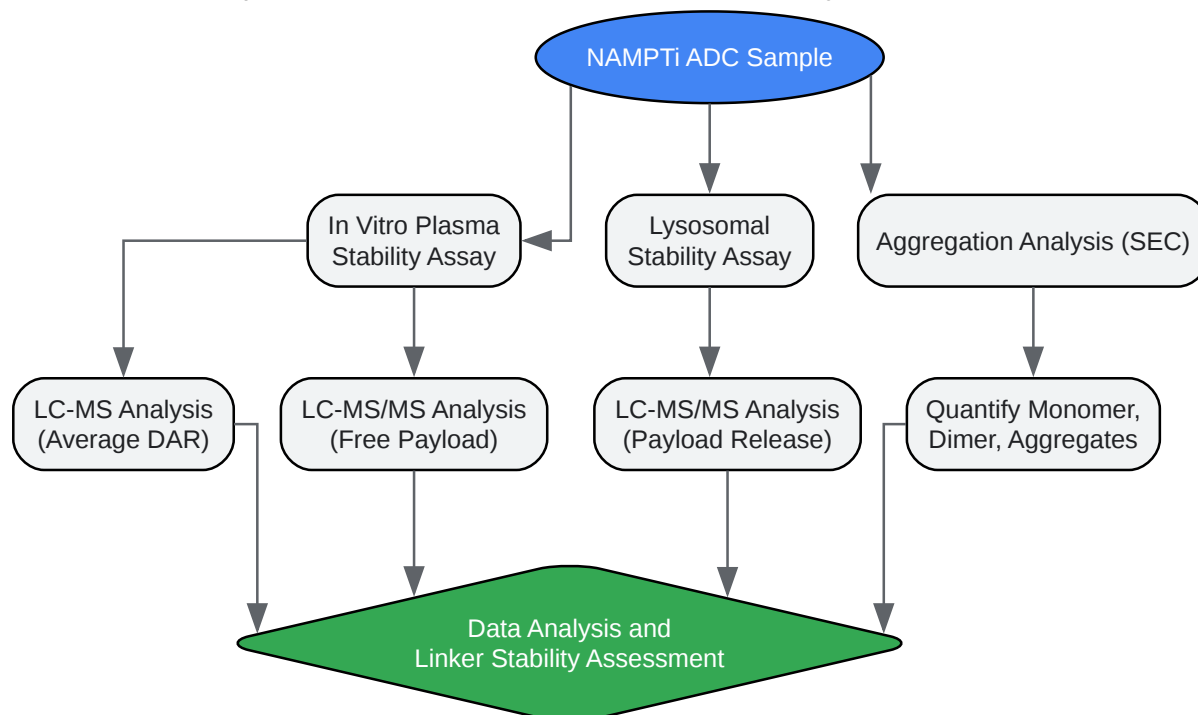 NAMPTi ADC Sample
In Vitro Plasma
Stability Assay
Lysosomal
Stability Assay
Aggregation Analysis (SEC)
LC-MS Analysis
(Average DAR)
LC-MS/MS Analysis
(Free Payload)
LC-MS/MS Analysis
(Payload Release)
Quantify Monomer,
Dimer, Aggregates
Data Analysis and
Linker Stability Assessment